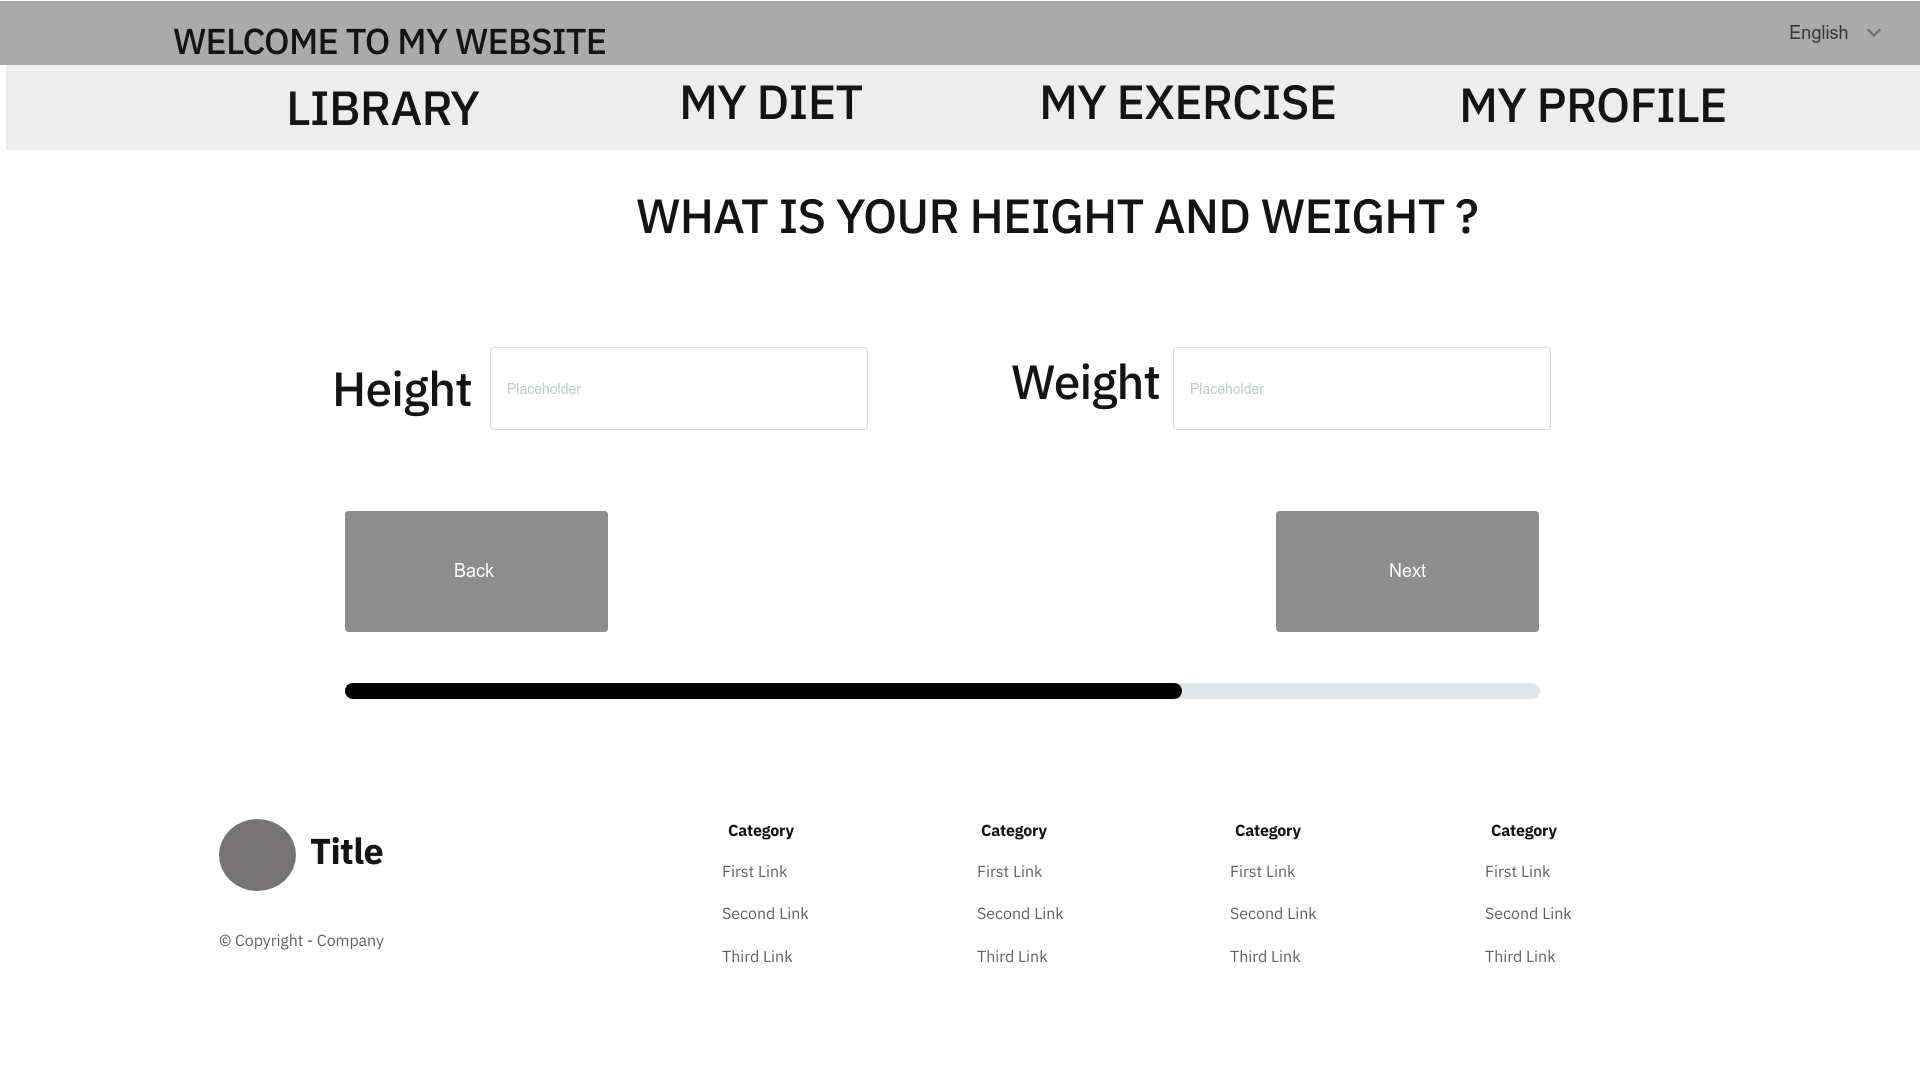 WELCOME TO MY WEBSITE
English
LIBRARY
MY DIET
MY EXERCISE
MY PROFILE
WHAT IS YOUR HEIGHT AND WEIGHT ?
Height
Placeholder
Weight
Placeholder
Back
Next
Title
© Copyright - Company
Category
First Link
Second Link
Third Link
Category
First Link
Second Link
Third Link
Category
First Link
Second Link
Third Link
Category
First Link
Second Link
Third Link